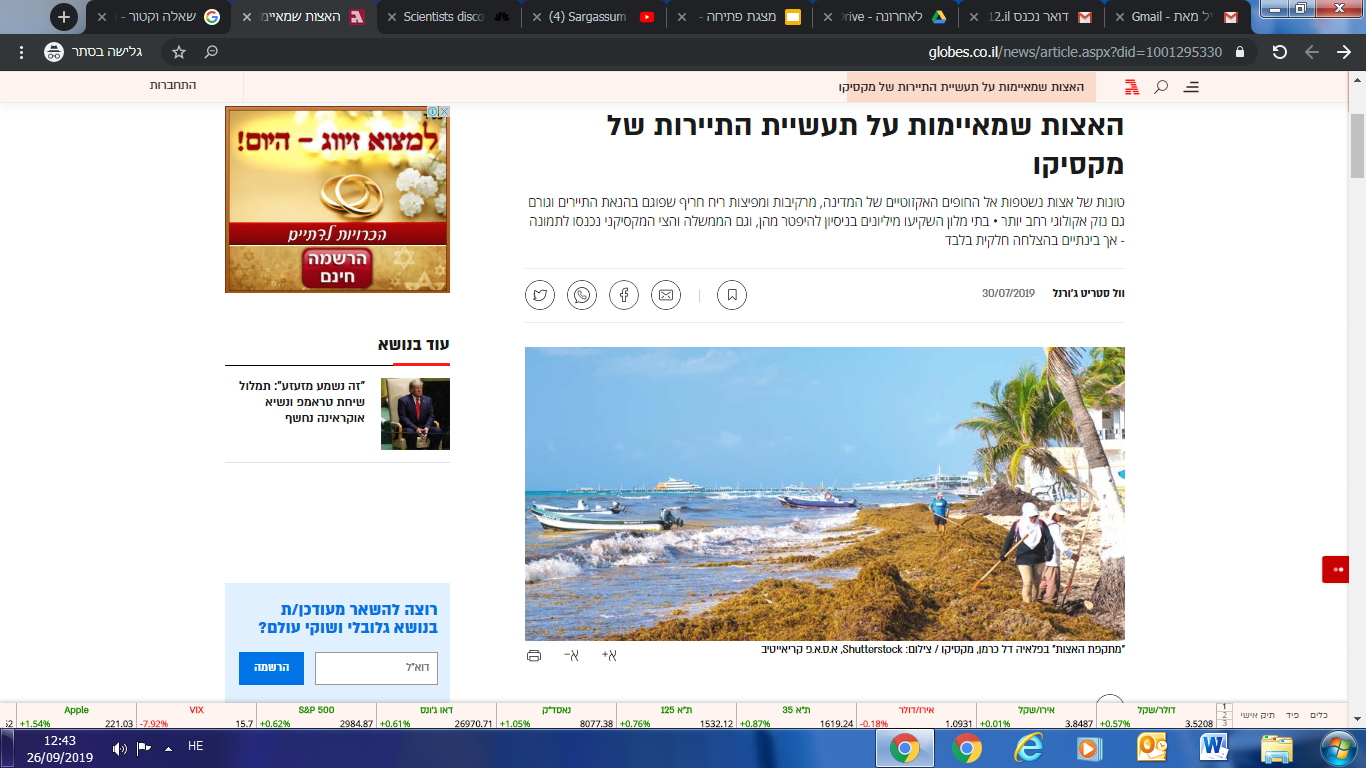 שאלה וקטור -
האצות שמאיימ
Scientists disco
(4) Sargassum
מצגת פתיחה -
לאחרונה - Drive
דואר נכנס 12.il
יל מאת - Gmail
גלישה בסתר
globes.co.il/news/article.aspx?did=1001295330
האצות שמאיימות על תעשיית התיירות של מקסיקו
התחברות
האצות שמאיימות על תעשיית התיירות של
מקסיקו
טונות של אצות נשטפות אל החופים האקזוטיים של המדינה, מרקיבות ומפיצות ריח חריף שפוגם בהנאת התיירים וגורם
גם נזק אקולוגי רחב יותר • בתי מלון השקיעו מיליונים בניסיון להיפטר מהן, וגם הממשלה והצי המקסיקני נכנסו לתמונה
- אך בינתיים בהצלחה חלקית בלבד
וול סטריט ג'ורנל 30/07/2019
"מתקפת האצות" בפלאיה דל כרמן, מקסיקו / צילום: Shutterstock, א.ס.א.פ קריאייטיב
א+ א-
למצוא זיווג – היום!
הכרויות לדתיים
הרשמה
חינם
עוד בנושא
"זה נשמע מזעזע": תמלול
שיחת טראמפ ונשיא
אוקראינה נחשף
רוצה להשאר מעודכן/ת
בנושא גלובלי ושוקי עולם?
דוא"ל
הרשמה
כלים פיד תיק אישי
1
2
3
דולר/שקל
3.5208 +0.57%
אירו/שקל
3.8487 +0.01%
אירו/דולר
1.0931 -0.18%
ת"א 35
1619.24 +0.87%
ת"א 125
1532.12 +0.76%
נאסד"ק
8077.38 +1.05%
דאו ג'ונס
26970.71 +0.61%
S&P 500
2984.87 +0.62%
VIX
15.7 -7.92%
Apple
221.03 +1.54%
HE
12:43
26/09/2019